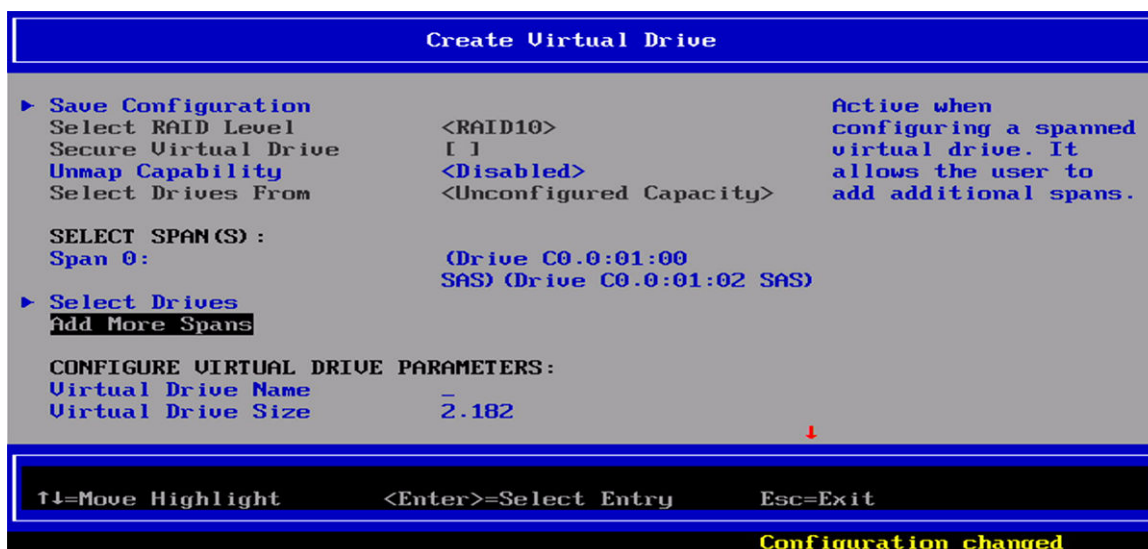 Create Virtual Drive
Save Configuration
Select RAID Level <RAID10>
Secure Virtual Drive [ ]
Unmap Capability <Disabled>
Select Drives From <Unconfigured Capacity>
SELECT SPAN(S):
Span 0: (Drive C0.0:01:00
SAS)(Drive C0.0:01:02 SAS)
Select Drives
Add More Spans
CONFIGURE VIRTUAL DRIVE PARAMETERS:
Virtual Drive Name _
Virtual Drive Size 2.182
Active when
configuring a spanned
virtual drive. It
allows the user to
add additional spans.
↑↓=Move Highlight <Enter>=Select Entry Esc=Exit
Configuration changed